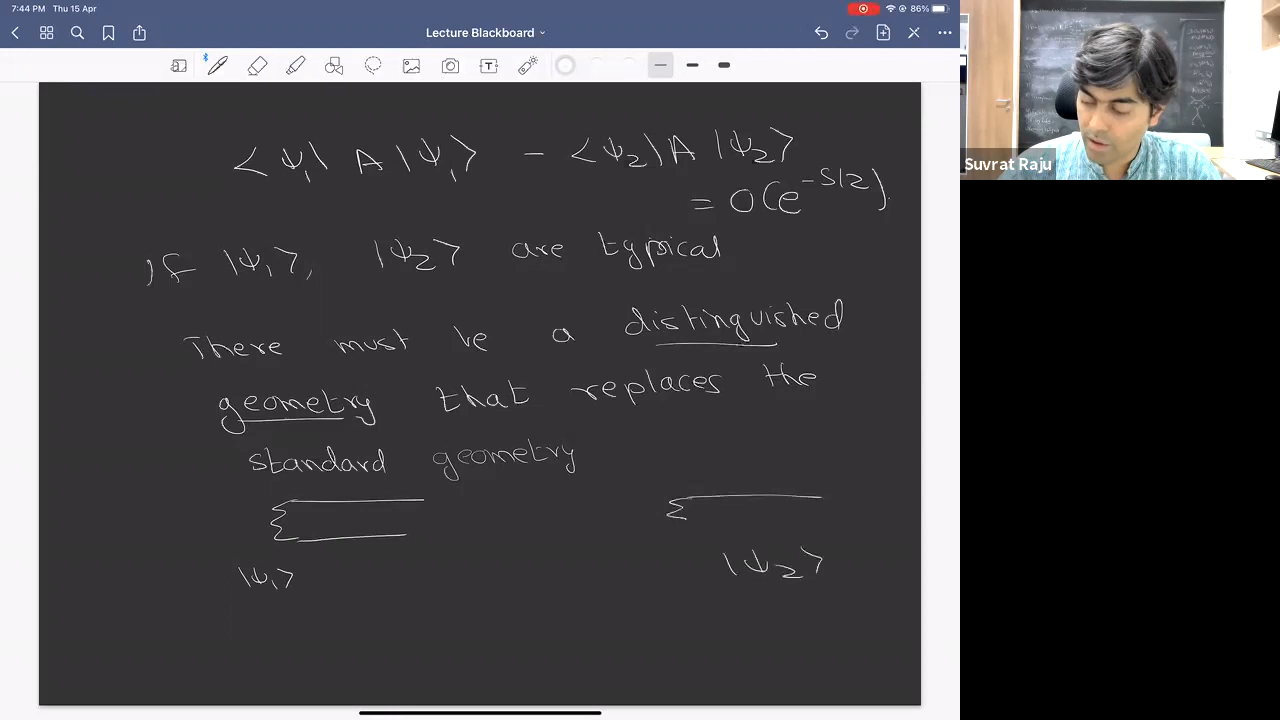 7:44 PM Thu 15 Apr
86%
Lecture Blackboard
T
Suvrat Raju
<ψ₁| A |ψ₁> - <ψ₂| A |ψ₂>
= O(e^{-S/2}).
If |ψ₁>, |ψ₂> are typical
There must be a distinguished
geometry that replaces the
standard geometry
|ψ₁> |ψ₂>